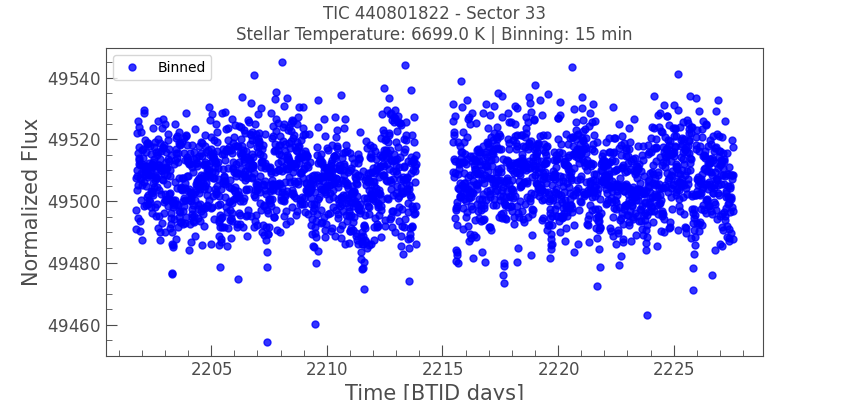 TIC 440801822 - Sector 33
Stellar Temperature: 6699.0 K | Binning: 15 min
Binned
Normalized Flux
49540
49520
49500
49480
49460
2205
2210
2215
2220
2225
Time [BTJD days]